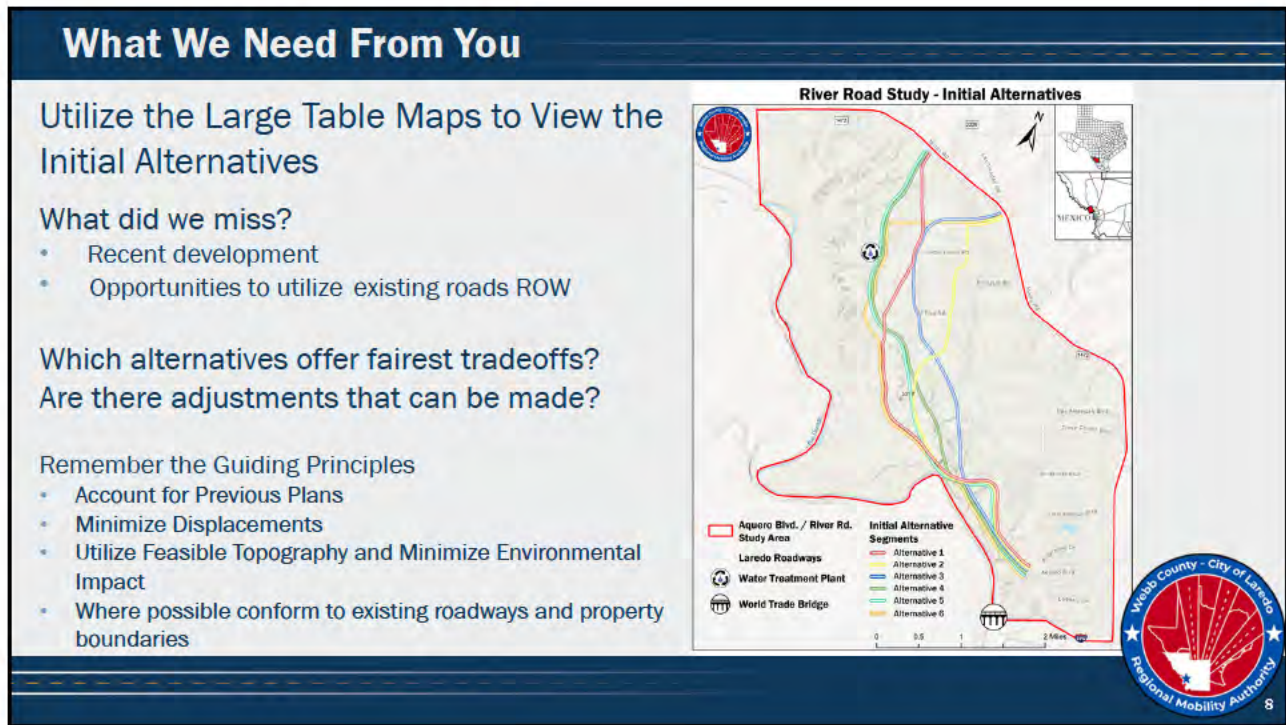 What We Need From You
Utilize the Large Table Maps to View the
Initial Alternatives
What did we miss?
• Recent development
• Opportunities to utilize existing roads ROW
Which alternatives offer fairest tradeoffs?
Are there adjustments that can be made?
Remember the Guiding Principles
• Account for Previous Plans
• Minimize Displacements
• Utilize Feasible Topography and Minimize Environmental
Impact
• Where possible conform to existing roadways and property
boundaries
River Road Study - Initial Alternatives
N
MEXICO
1472
Aquero Blvd. / River Rd.
Study Area
Laredo Roadways
Water Treatment Plant
World Trade Bridge
Initial Alternative
Segments
Alternative 1
Alternative 2
Alternative 3
Alternative 4
Alternative 5
Alternative 6
0 0.5 1 2 Miles
Webb County - City of Laredo
Regional Mobility Authority
8